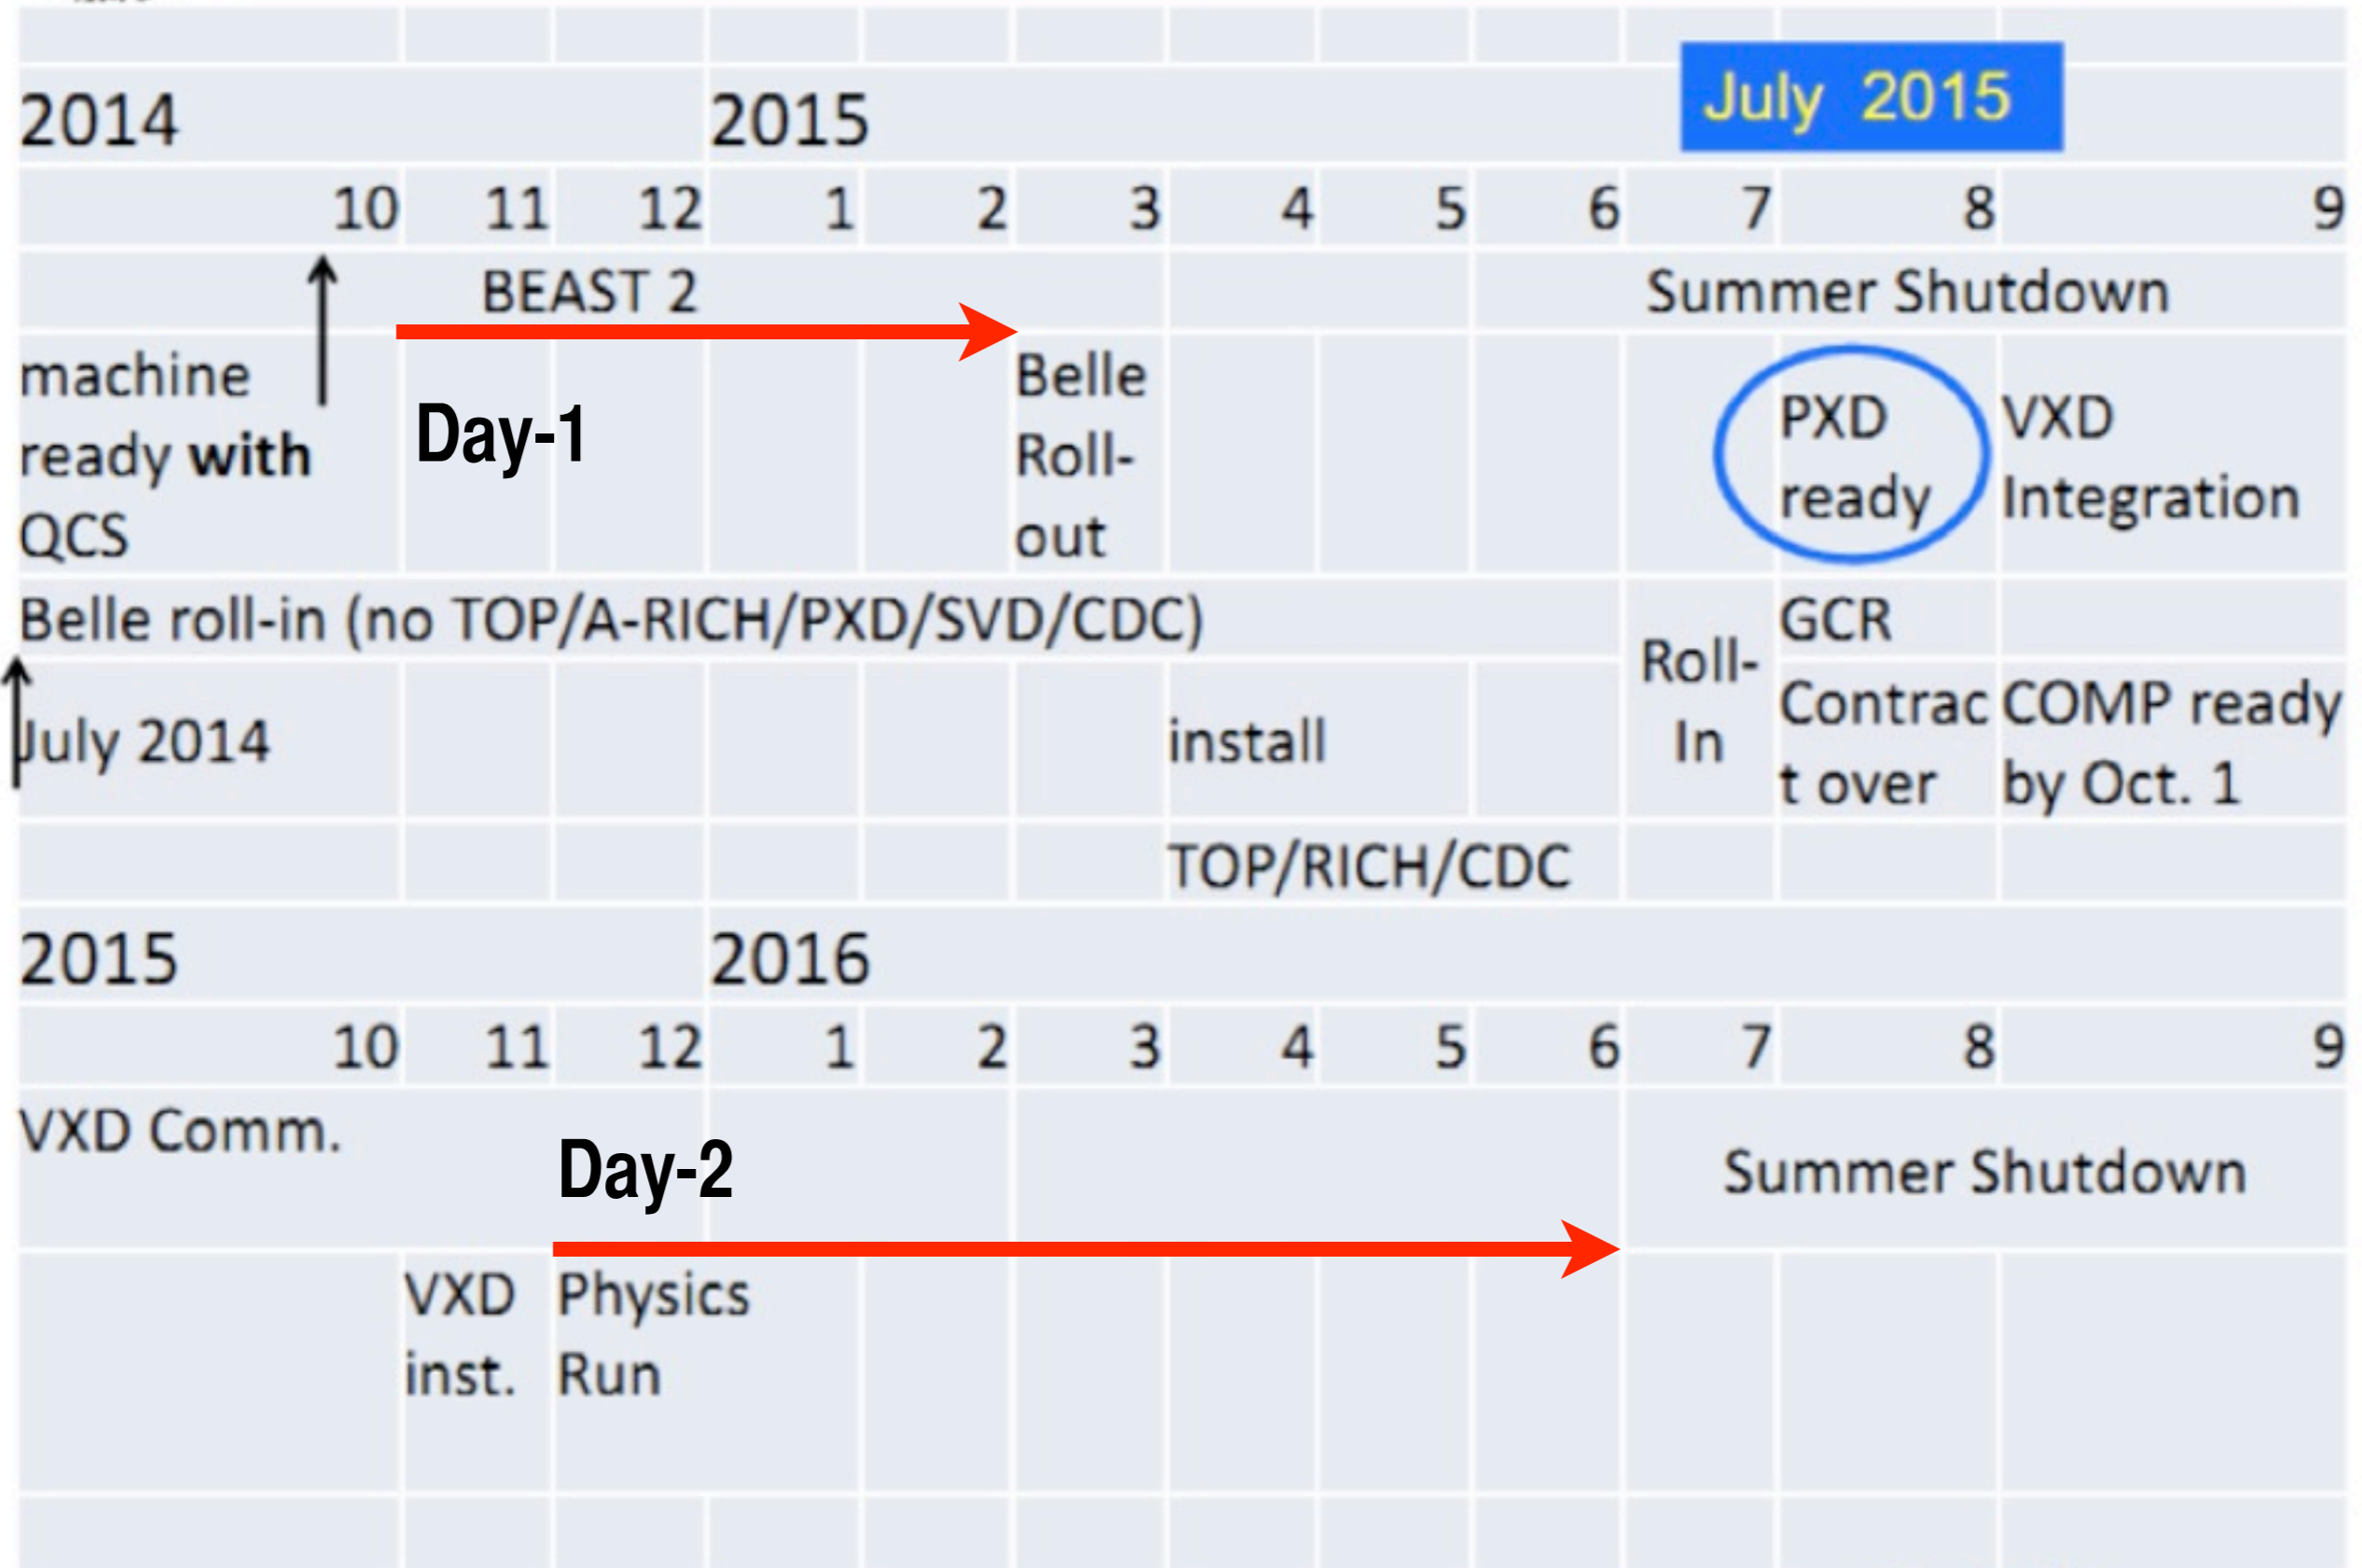 2014 2015 July 2015
10 11 12 1 2 3 4 5 6 7 8 9
BEAST 2 Summer Shutdown
machine
ready with
QCS
Day-1
Belle
Roll-
out
PXD
ready
VXD
Integration
Belle roll-in (no TOP/A-RICH/PXD/SVD/CDC)
Roll-
In
GCR
July 2014
install
Contrac
t over
COMP ready
by Oct. 1
TOP/RICH/CDC
2015 2016
10 11 12 1 2 3 4 5 6 7 8 9
VXD Comm.
Day-2
Summer Shutdown
VXD
inst.
Physics
Run